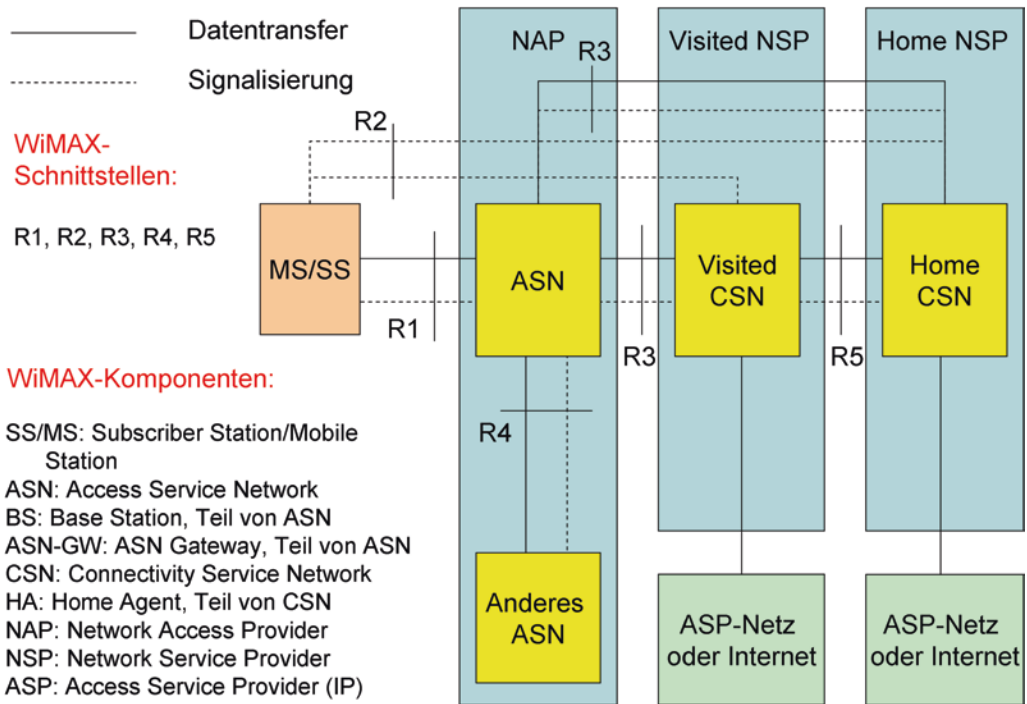 Datentransfer
Signalisierung
WiMAX-
Schnittstellen:
R1, R2, R3, R4, R5
NAP
Visited NSP
Home NSP
R3
R2
MS/SS
ASN
Visited
CSN
Home
CSN
R1
R3
R5
R4
Anderes
ASN
ASP-Netz
oder Internet
ASP-Netz
oder Internet
WiMAX-Komponenten:
SS/MS: Subscriber Station/Mobile
Station
ASN: Access Service Network
BS: Base Station, Teil von ASN
ASN-GW: ASN Gateway, Teil von ASN
CSN: Connectivity Service Network
HA: Home Agent, Teil von CSN
NAP: Network Access Provider
NSP: Network Service Provider
ASP: Access Service Provider (IP)